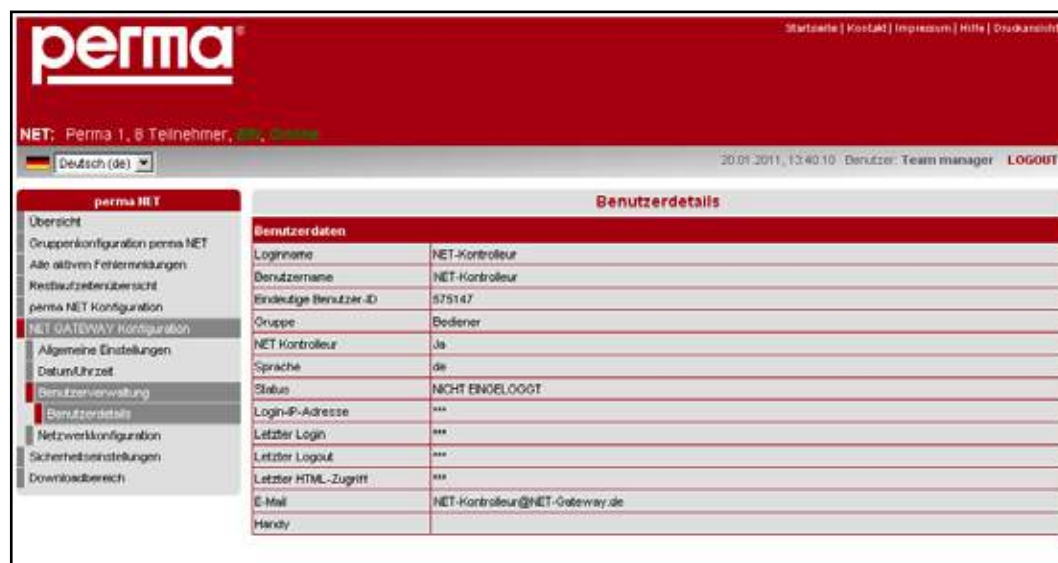 perma®
Startseite | Kontakt | Impressum | Hilfe | Druckansicht
NET: Perma 1, 8 Teilnehmer,
Deutsch (de)
20.01.2011, 13:40:10 Benutzer: Team manager LOGOUT
perma NET
Übersicht
Gruppenkonfiguration perma NET
Alle aktiven Fehlermeldungen
Restlaufzeitenübersicht
perma NET Konfiguration
NET GATEWAY Konfiguration
Allgemeine Einstellungen
Datum/Uhrzeit
Benutzerverwaltung
Benutzerdetails
Netzwerkkonfiguration
Sicherheitseinstellungen
Downloadbereich
Benutzerdetails
Benutzerdaten
Loginname NET-Kontrolleur
Benutzername NET-Kontrolleur
Eindeutige Benutzer-ID 575147
Gruppe Bediener
NET Kontrolleur Ja
Sprache de
Status NICHT EINGELOGGT
Login-IP-Adresse ***
Letzter Login ***
Letzter Logout ***
Letzter HTML-Zugriff ***
E-Mail NET-Kontrolleur@NET-Gateway.de
Handy